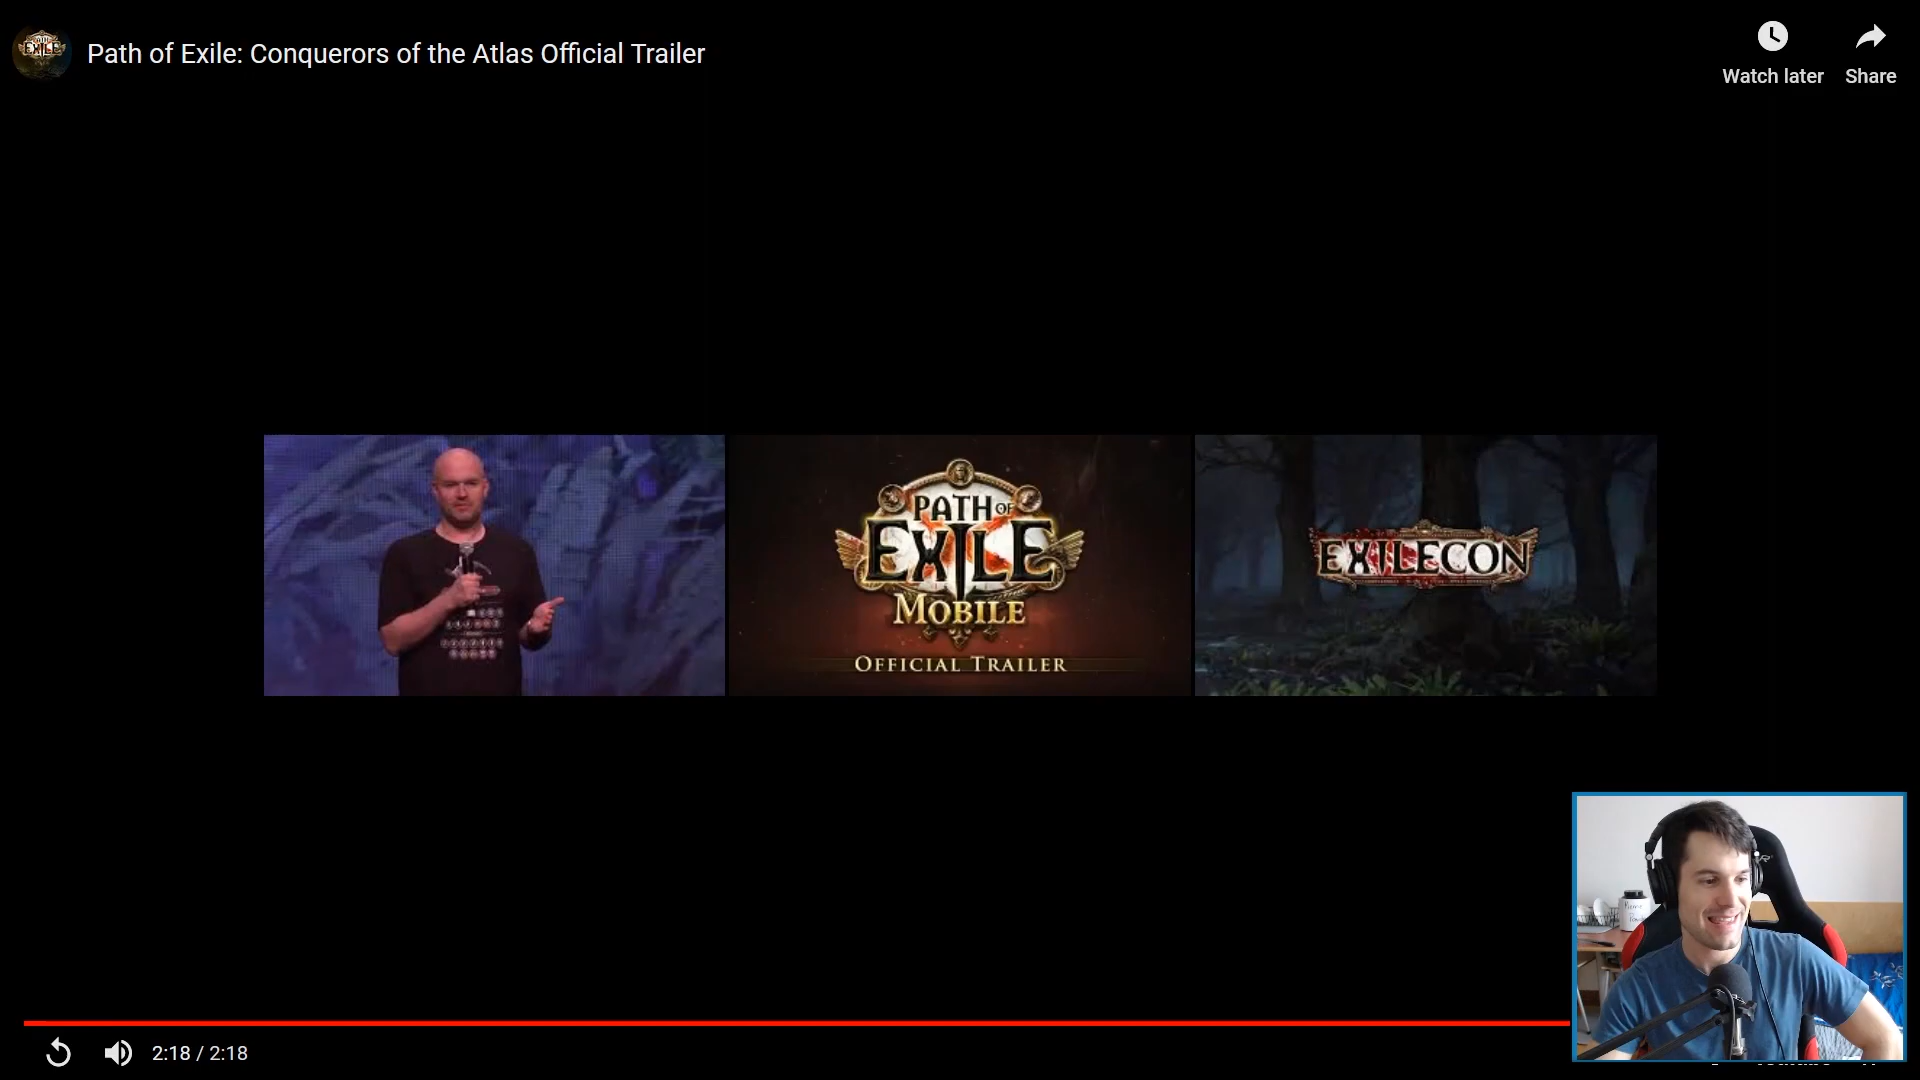 Path of Exile: Conquerors of the Atlas Official Trailer
Watch later
Share
PATH OF
EXILE
MOBILE
OFFICIAL TRAILER
EXILECON
2:18 / 2:18